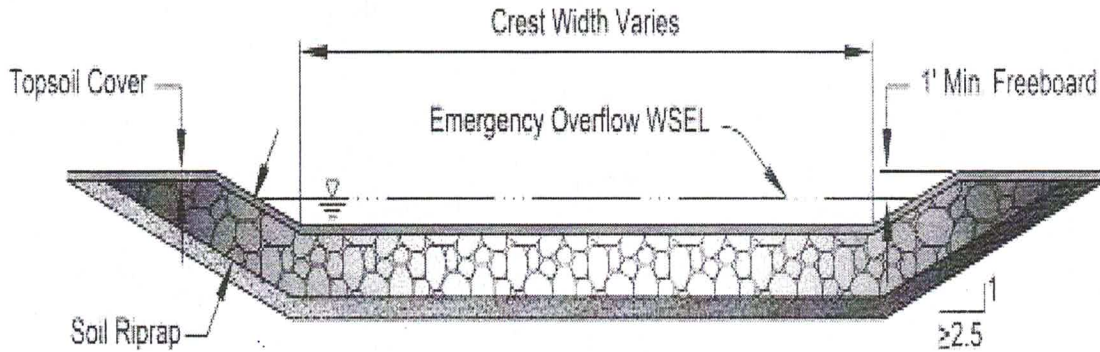 Crest Width Varies
Topsoil Cover
1' Min. Freeboard
Emergency Overflow WSEL
Soil Riprap
1
≥2.5